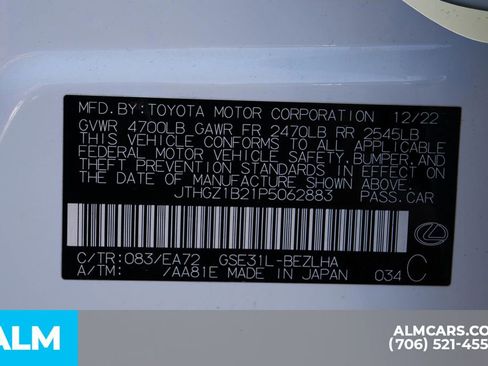 MFD.BY:TOYOTA MOTOR CORPORATION 12/22
GVWR 4700LB GAWR FR 2470LB RR 2545LB
THIS VEHICLE CONFORMS TO ALL APPLICABLE
FEDERAL MOTOR VEHICLE SAFETY,BUMPER,AND
THEFT PREVENTION STANDARDS IN EFFECT ON
THE DATE OF MANUFACTURE SHOWN ABOVE.
JTHGZ1B21P5062883 PASS.CAR
C/TR:083/EA72 GSE31L-BEZLHA
A/TM: /AA81E MADE IN JAPAN 034 C
ALM
ALMCARS.CO
(706) 521-455